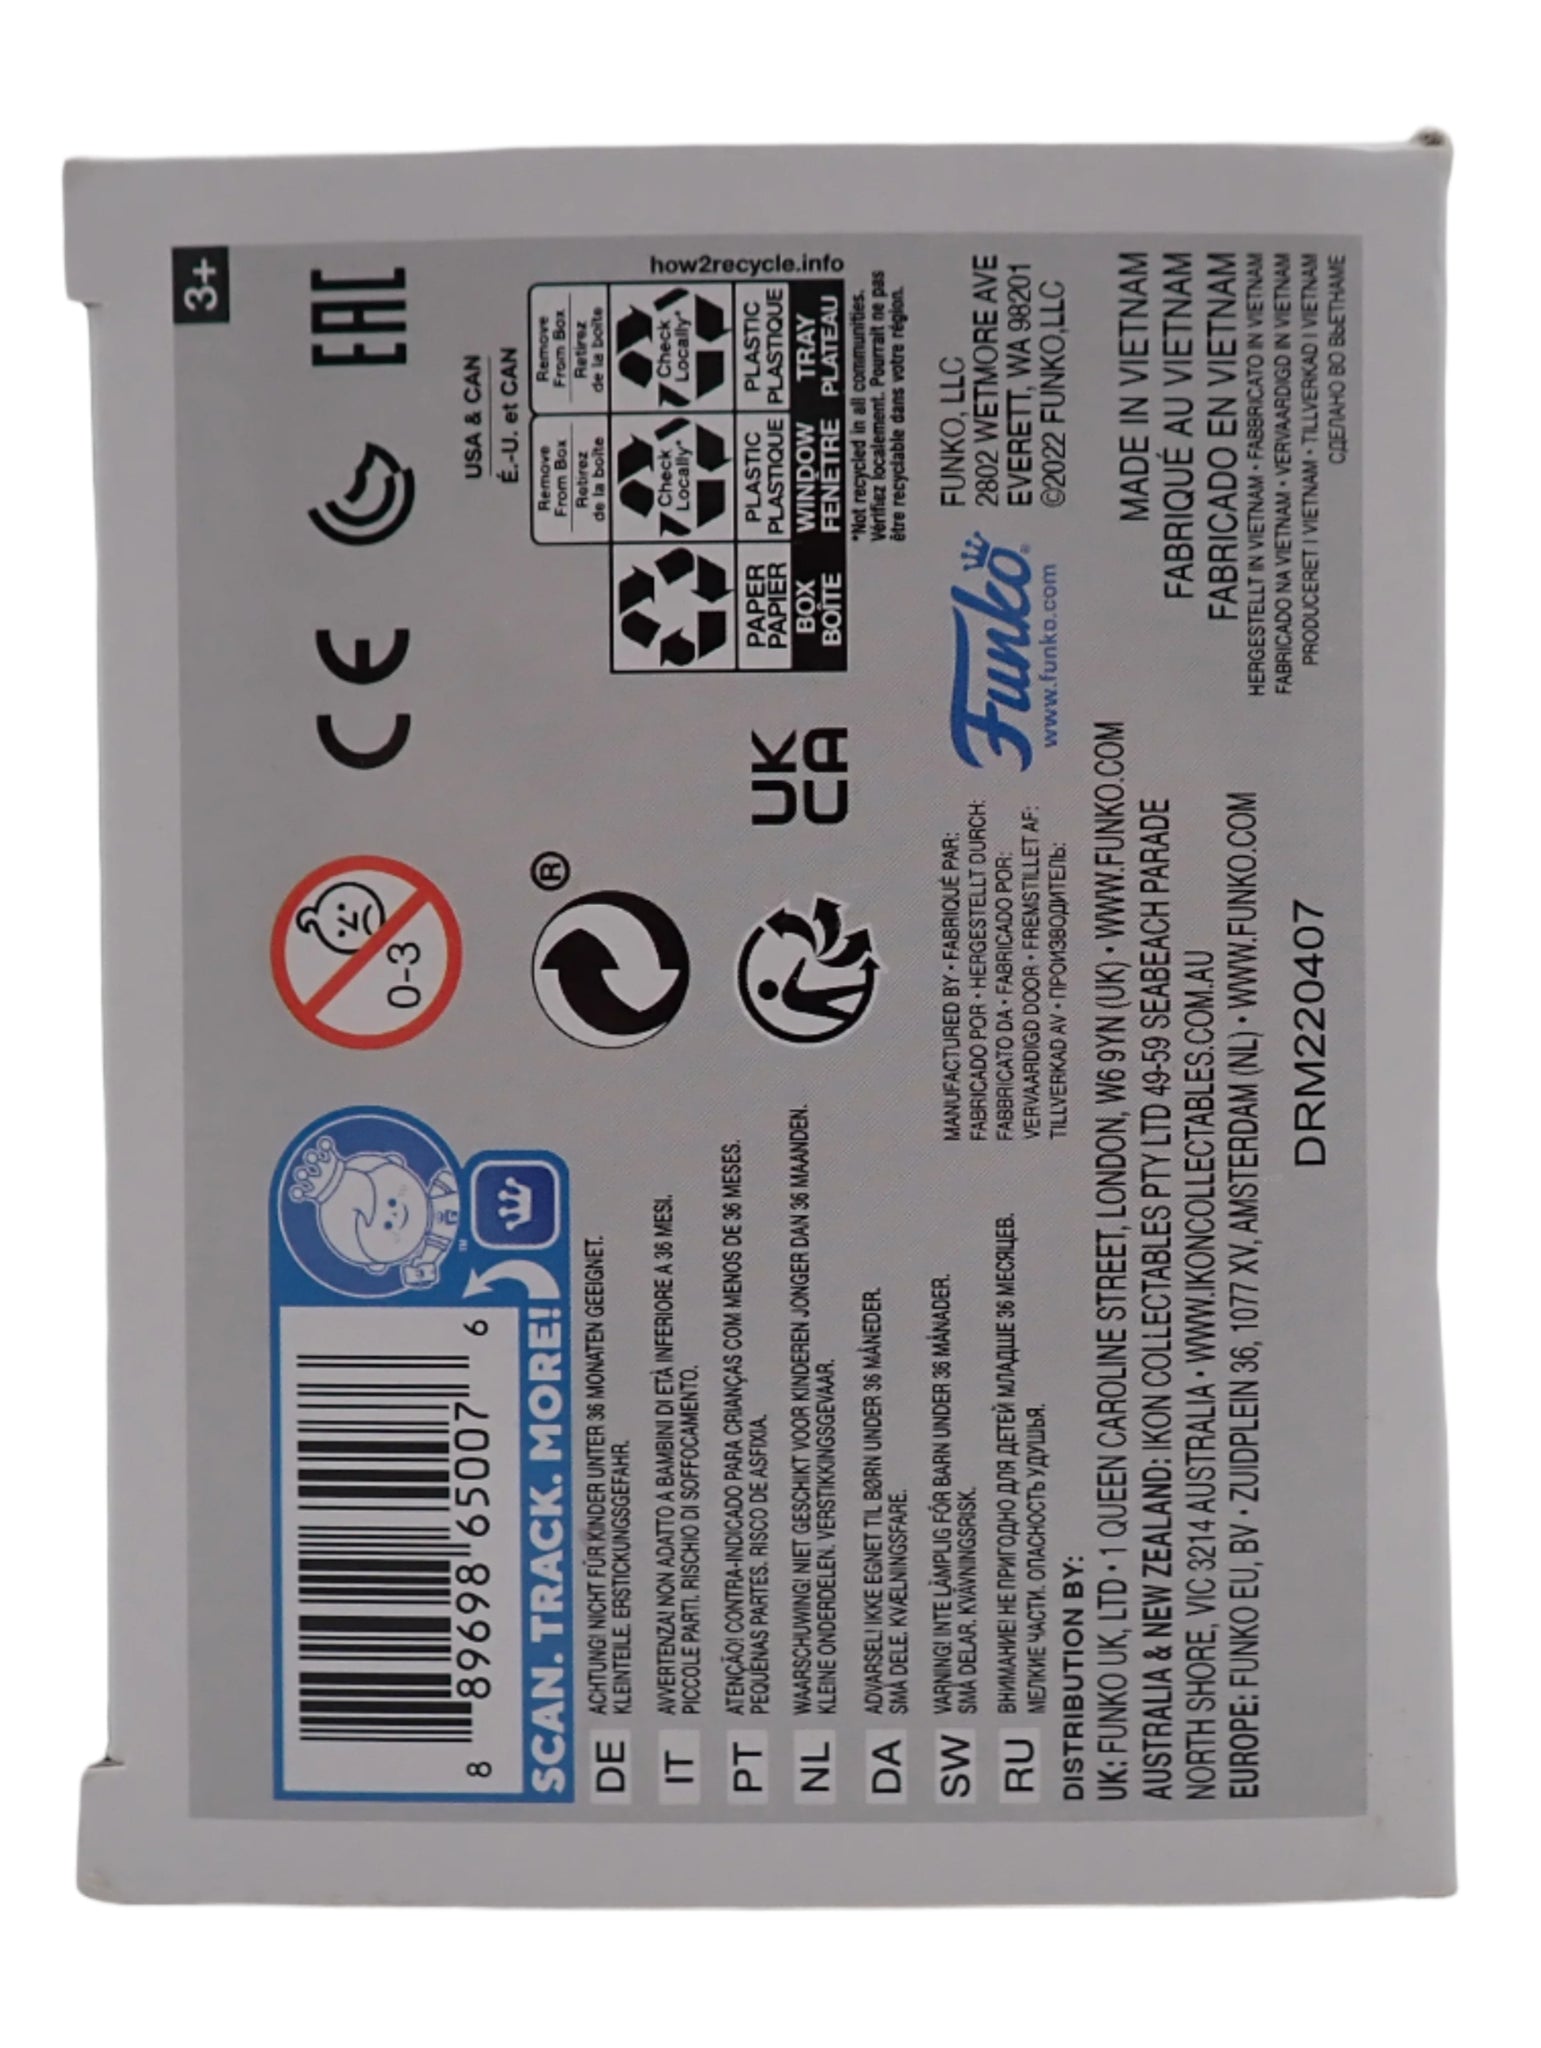 3+
8 89698 65007 6
SCAN. TRACK. MORE!
TM
0-3
CE
EAC
DE ACHTUNG! NICHT FÜR KINDER UNTER 36 MONATEN GEEIGNET.
KLEINTEILE. ERSTICKUNGSGEFAHR.
IT AVVERTENZA! NON ADATTO A BAMBINI DI ETÀ INFERIORE A 36 MESI.
PICCOLE PARTI. RISCHIO DI SOFFOCAMENTO.
PT ATENÇÃO! CONTRA-INDICADO PARA CRIANÇAS COM MENOS DE 36 MESES.
PEQUENAS PARTES. RISCO DE ASFIXIA.
NL WAARSCHUWING! NIET GESCHIKT VOOR KINDEREN JONGER DAN 36 MAANDEN.
KLEINE ONDERDELEN. VERSTIKKINGSGEVAAR.
DA ADVARSEL! IKKE EGNET TIL BØRN UNDER 36 MÅNEDER.
SMÅ DELE. KVÆLNINGSFARE.
SW VARNING! INTE LÄMPLIG FÖR BARN UNDER 36 MÅNADER.
SMÅ DELAR. KVÄVNINGSRISK.
RU ВНИМАНИЕ! НЕ ПРИГОДНО ДЛЯ ДЕТЕЙ МЛАДШЕ 36 МЕСЯЦЕВ.
МЕЛКИЕ ЧАСТИ. ОПАСНОСТЬ УДУШЬЯ.
®
UK
CA
USA & CAN
É.-U. et CAN
Remove From Box
Retirez de la boîte
Remove From Box
Retirez de la boîte
Check Locally*
Check Locally*
PAPER PAPIER
PLASTIC PLASTIQUE
PLASTIC PLASTIQUE
BOX BOÎTE
WINDOW FENÊTRE
TRAY PLATEAU
how2recycle.info
*Not recycled in all communities.
Vérifiez localement. Pourrait ne pas
être recyclable dans votre région.
MANUFACTURED BY • FABRIQUÉ PAR:
FABRICADO POR • HERGESTELLT DURCH:
FABBRICATO DA • FABRICADO POR:
VERVAARDIGD DOOR • FREMSTILLET AF:
TILLVERKAD AV • ПРОИЗВОДИТЕЛЬ:
Funko®
www.funko.com
FUNKO, LLC
2802 WETMORE AVE
EVERETT, WA 98201
©2022 FUNKO,LLC
DISTRIBUTION BY:
UK: FUNKO UK, LTD • 1 QUEEN CAROLINE STREET, LONDON, W6 9YN (UK) • WWW.FUNKO.COM
AUSTRALIA & NEW ZEALAND: IKON COLLECTABLES PTY LTD 49-59 SEABEACH PARADE
NORTH SHORE, VIC 3214 AUSTRALIA • WWW.IKONCOLLECTABLES.COM.AU
EUROPE: FUNKO EU, BV • ZUIDPLEIN 36, 1077 XV, AMSTERDAM (NL) • WWW.FUNKO.COM
MADE IN VIETNAM
FABRIQUÉ AU VIETNAM
FABRICADO EN VIETNAM
HERGESTELLT IN VIETNAM • FABBRICATO IN VIETNAM
FABRICADO NA VIETNAM • VERVAARDIGD IN VIETNAM
PRODUCERET I VIETNAM • TILLVERKAD I VIETNAM
СДЕЛАНО ВО ВЬЕТНАМЕ
DRM220407